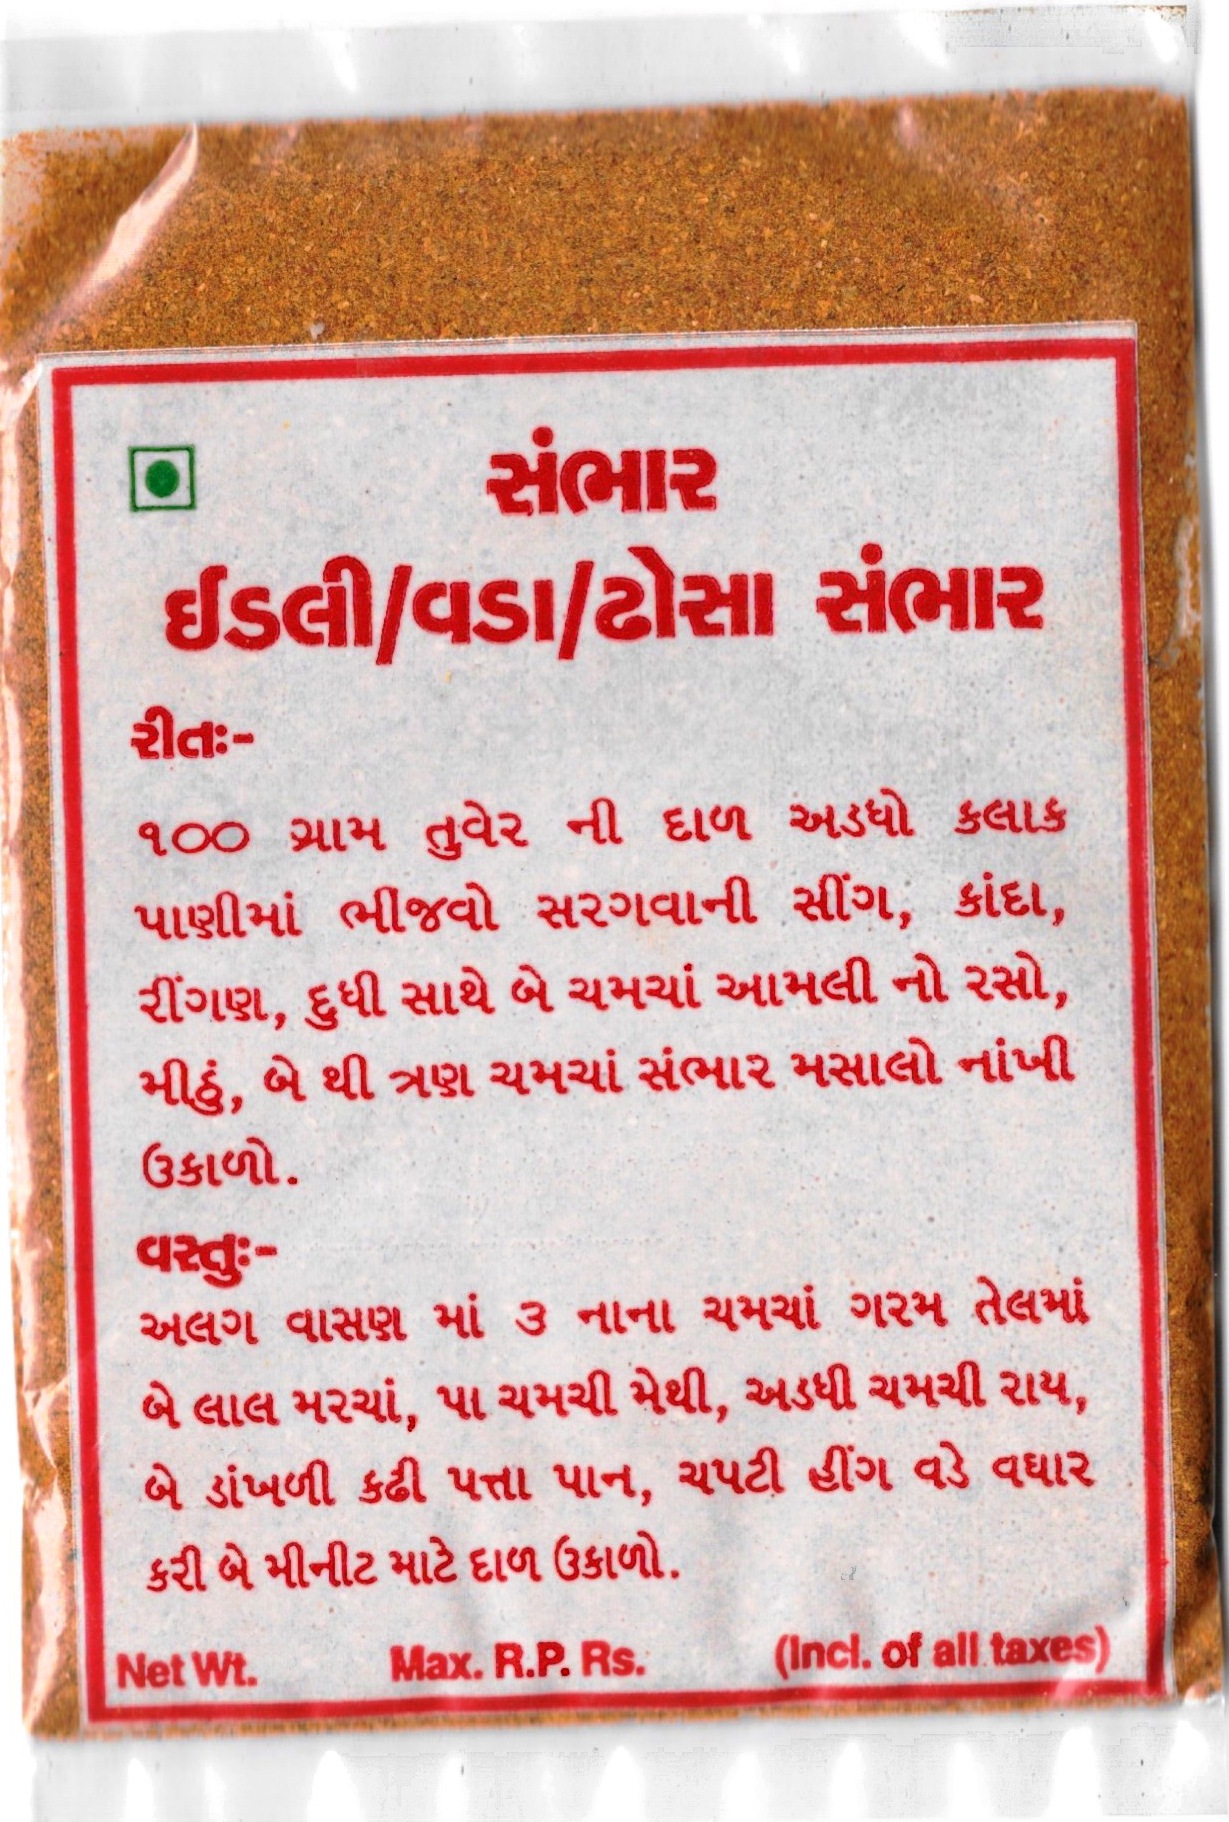 સંભાર
ઈડલી/વડા/ઢોસા સંભાર
રીતઃ-
૧૦૦ ગ્રામ તુવેર ની દાળ અડધો કલાક
પાણીમાં ભીંજવો સરગવાની સીંગ, કાંદા,
રીંગણ, દુધી સાથે બે ચમચાં આમલી નો રસો,
મીઠું, બે થી ત્રણ ચમચાં સંભાર મસાલો નાંખી
ઉકાળો.
વસ્તુઃ-
અલગ વાસણ માં ૩ નાના ચમચાં ગરમ તેલમાં
બે લાલ મરચાં, પા ચમચી મેથી, અડધી ચમચી રાય,
બે ડાંખળી કઢી પત્તા પાન, ચપટી હીંગ વડે વઘાર
કરી બે મીનીટ માટે દાળ ઉકાળો.
Net Wt. Max. R.P. Rs. (Incl. of all taxes)